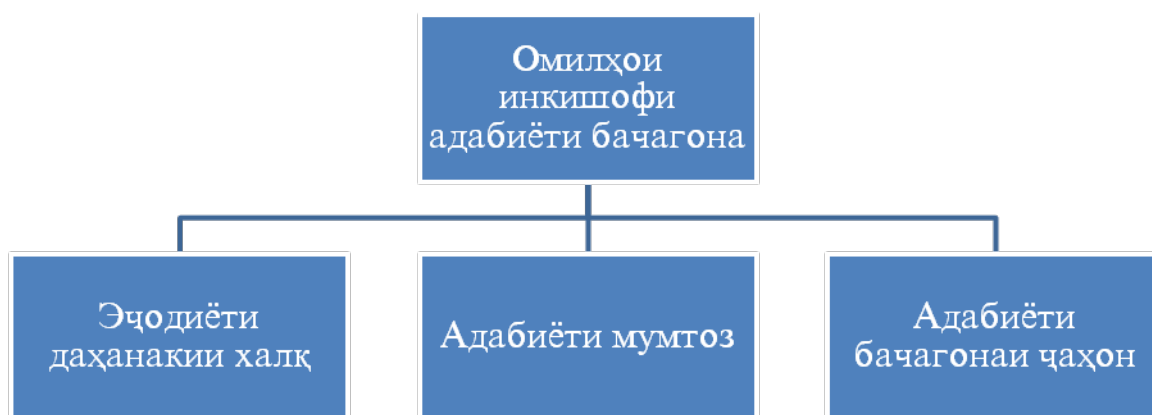 Омилҳои
инкишофи
адабиёти бачагона
Эҷодиёти
даҳанакии халқ
Адабиёти мумтоз
Адабиёти
бачагонаи ҷаҳон